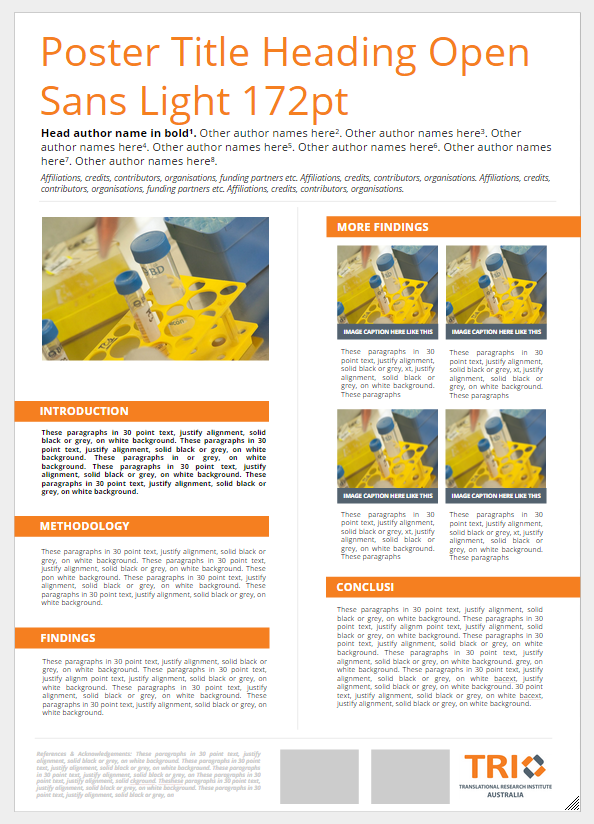 Poster Title Heading Open
Sans Light 172pt
Head author name in bold¹. Other author names here². Other author names here³. Other
author names here⁴. Other author names here⁵. Other author names here⁶. Other author names
here⁷. Other author names here⁸.
Affiliations, credits, contributors, organisations, funding partners etc. Affiliations, credits, contributors, organisations. Affiliations, credits,
contributors, organisations, funding partners etc. Affiliations, credits, contributors, organisations.
INTRODUCTION
These paragraphs in 30 point text, justify alignment, solid
black or grey, on white background. These paragraphs in 30
point text, justify alignment, solid black or grey, on white
background. These paragraphs in or grey, on white
background. These paragraphs in 30 point text, justify
alignment, solid black or grey, on white background. These
paragraphs in 30 point text, justify alignment, solid black or
grey, on white background.
METHODOLOGY
These paragraphs in 30 point text, justify alignment, solid black or
grey, on white background. These paragraphs in 30 point text,
justify alignment, solid black or grey, on white background. These
pon white background. These paragraphs in 30 point text, justify
alignment, solid black or grey, on white background. These
paragraphs in 30 point text, justify alignment, solid black or grey, on
white background.
FINDINGS
These paragraphs in 30 point text, justify alignment, solid black or
grey, on white background. These paragraphs in 30 point text,
justify alignm point text, justify alignment, solid black or grey, on
white background. These paragraphs in 30 point text, justify
alignment, solid black or grey, on white background. These
paragraphs in 30 point text, justify alignment, solid black or grey, on
white background.
MORE FINDINGS
IMAGE CAPTION HERE LIKE THIS
These paragraphs in 30
point text, justify alignment,
solid black or grey, xt, justify
alignment, solid black or
grey, on white background.
These paragraphs
IMAGE CAPTION HERE LIKE THIS
These paragraphs in 30
point text, justify alignment,
solid black or grey, xt, justify
alignment, solid black or
grey, on white background.
These paragraphs
IMAGE CAPTION HERE LIKE THIS
These paragraphs in 30
point text, justify alignment,
solid black or grey, xt, justify
alignment, solid black or
grey, on white background.
These paragraphs
IMAGE CAPTION HERE LIKE THIS
These paragraphs in 30
point text, justify alignment,
solid black or grey, xt, justify
alignment, solid black or
grey, on white background.
These paragraphs
CONCLUSI
These paragraphs in 30 point text, justify alignment, solid
black or grey, on white background. These paragraphs in 30
point text, justify alignm point text, justify alignment, solid
black or grey, on white background. These paragraphs in 30
point text, justify alignment, solid black or grey, on white
background. These paragraphs in 30 point text, justify
alignment, solid black or grey, on white background. grey, on
white background. These paragraphs in 30 point text, justify
alignment, solid black or grey, on white bacext, justify
alignment, solid black or grey, on white background. 30 point
text, justify alignment, solid black or grey, on white bacext,
justify alignment, solid black or grey, on white background.
References & Acknowledgements: These paragraphs in 30 point text, justify
alignment, solid black or grey, on white background. These paragraphs in 30 point
text, justify alignment, solid black or grey, on white background. These paragraphs in
30 point text, justify alignment, solid black or grey, on These paragraphs in 30 point
text, justify alignment, solid ckground. Theshese paragraphs in 30 point text, justify
alignment, solid black or grey, on white background. These paragraphs in 30 point
text, justify alignment, solid black or grey, on
TRI
TRANSLATIONAL RESEARCH INSTITUTE
AUSTRALIA